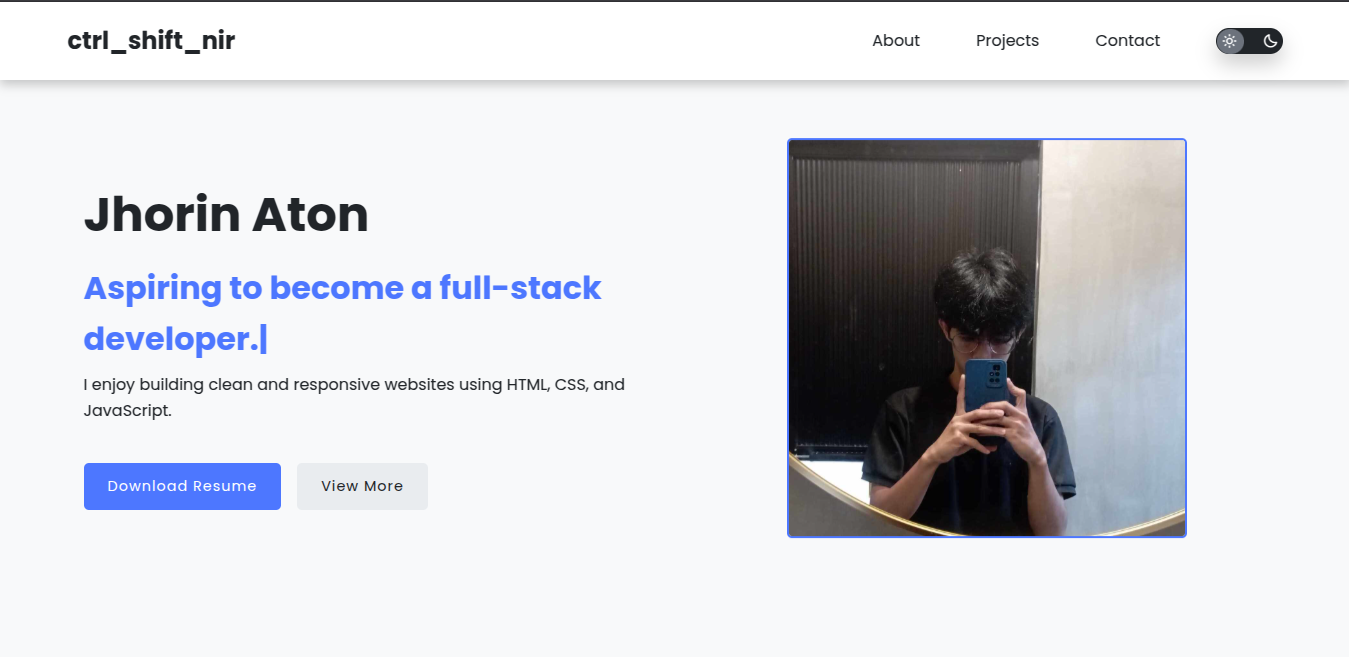 ctrl_shift_nir
About
Projects
Contact
Jhorin Aton
Aspiring to become a full-stack
developer.|
I enjoy building clean and responsive websites using HTML, CSS, and
JavaScript.
Download Resume
View More